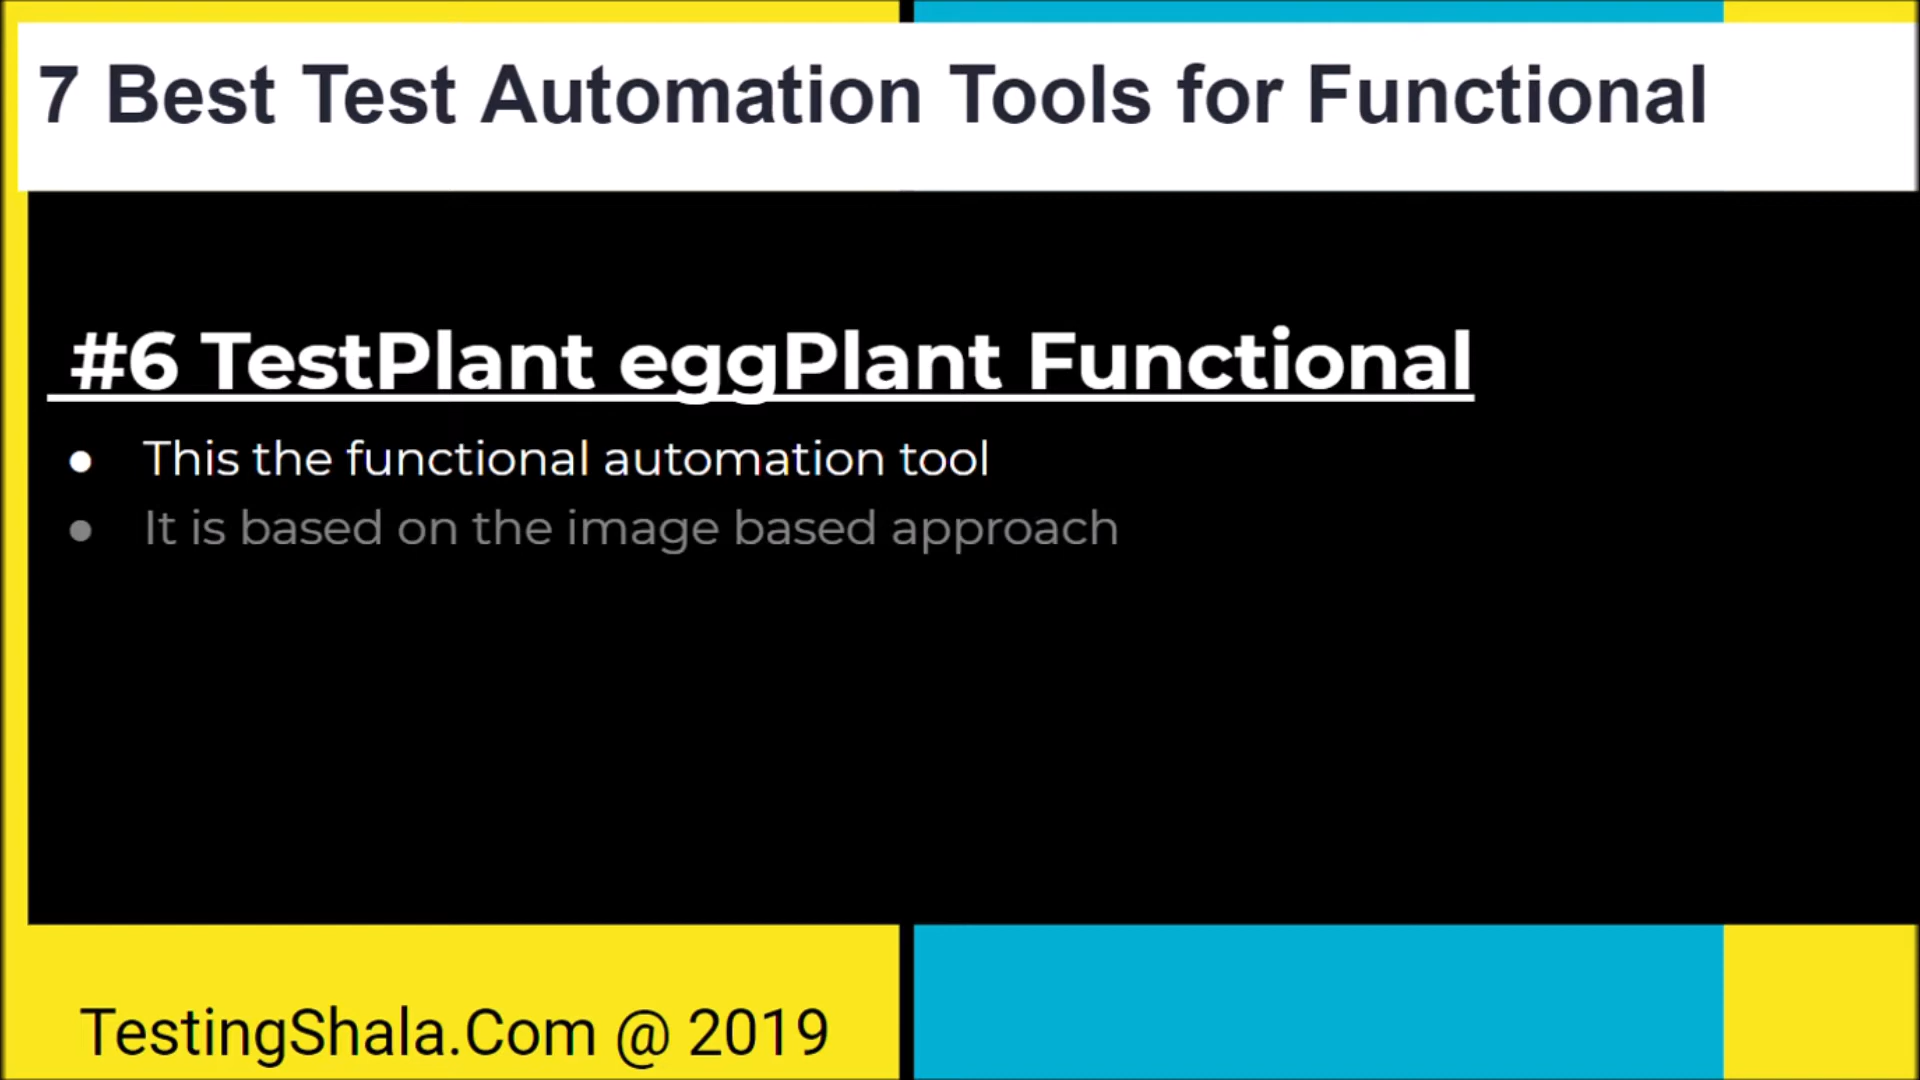 7 Best Test Automation Tools for Functional
#6 TestPlant eggPlant Functional
● This the functional automation tool
● It is based on the image based approach
TestingShala.Com @ 2019